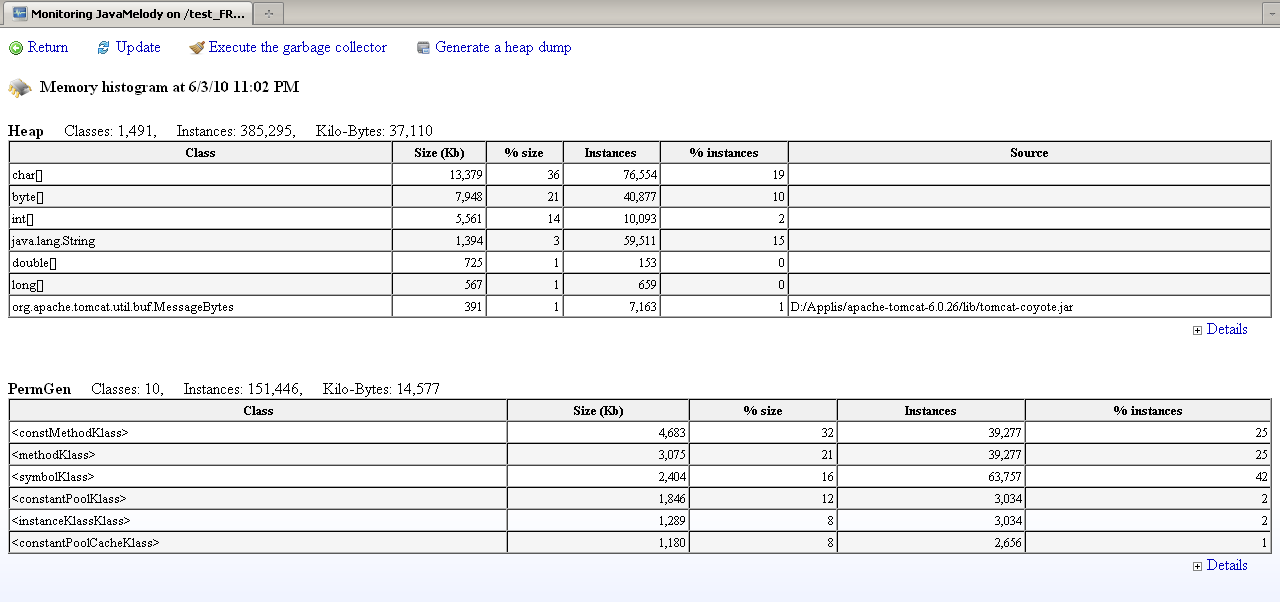 Monitoring JavaMelody on /test_FR...
Return Update Execute the garbage collector Generate a heap dump
Memory histogram at 6/3/10 11:02 PM
Heap Classes: 1,491, Instances: 385,295, Kilo-Bytes: 37,110
Class Size (Kb) % size Instances % instances Source
char[] 13,379 36 76,554 19
byte[] 7,948 21 40,877 10
int[] 5,561 14 10,093 2
java.lang.String 1,394 3 59,511 15
double[] 725 1 153 0
long[] 567 1 659 0
org.apache.tomcat.util.buf.MessageBytes 391 1 7,163 1 D:/Applis/apache-tomcat-6.0.26/lib/tomcat-coyote.jar
Details
PermGen Classes: 10, Instances: 151,446, Kilo-Bytes: 14,577
Class Size (Kb) % size Instances % instances
<constMethodKlass> 4,683 32 39,277 25
<methodKlass> 3,075 21 39,277 25
<symbolKlass> 2,404 16 63,757 42
<constantPoolKlass> 1,846 12 3,034 2
<instanceKlassKlass> 1,289 8 3,034 2
<constantPoolCacheKlass> 1,180 8 2,656 1
Details